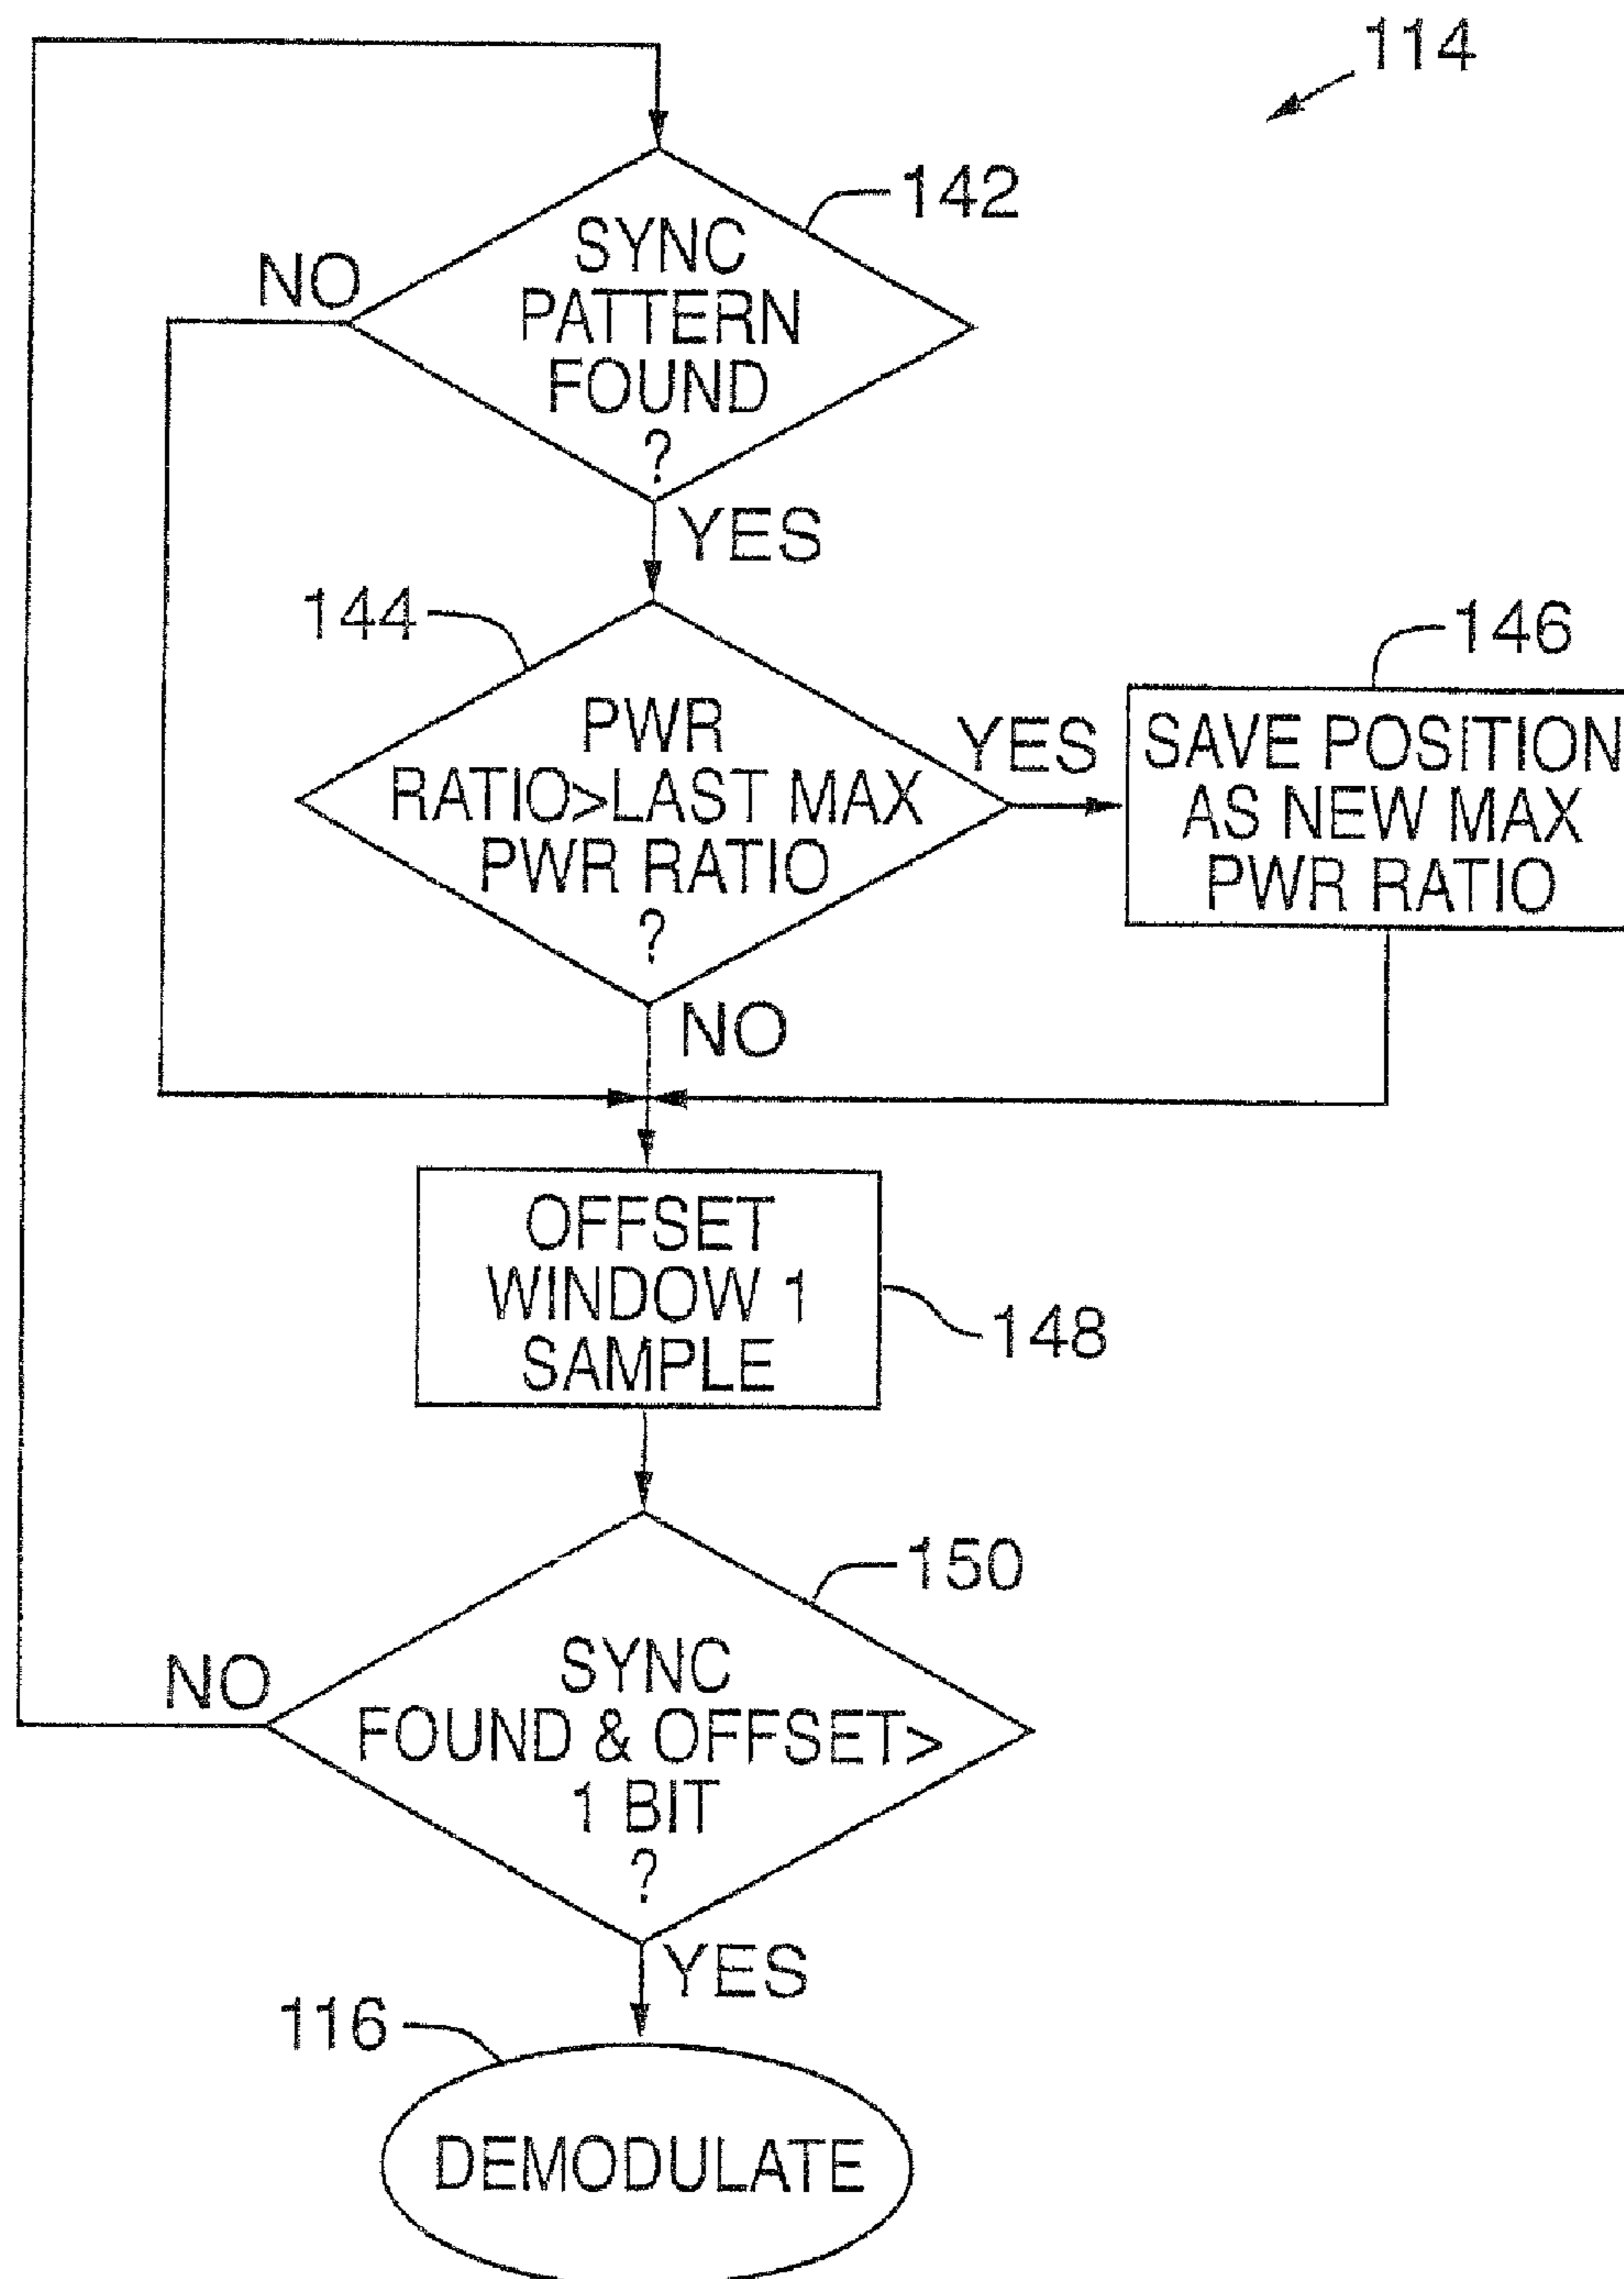 114
142
SYNC
PATTERN
FOUND
?
NO
YES
144
PWR
RATIO>LAST MAX
PWR RATIO
?
YES
146
SAVE POSITION
AS NEW MAX
PWR RATIO
NO
OFFSET
WINDOW 1
SAMPLE
148
150
SYNC
FOUND & OFFSET>
1 BIT
?
NO
YES
116
DEMODULATE